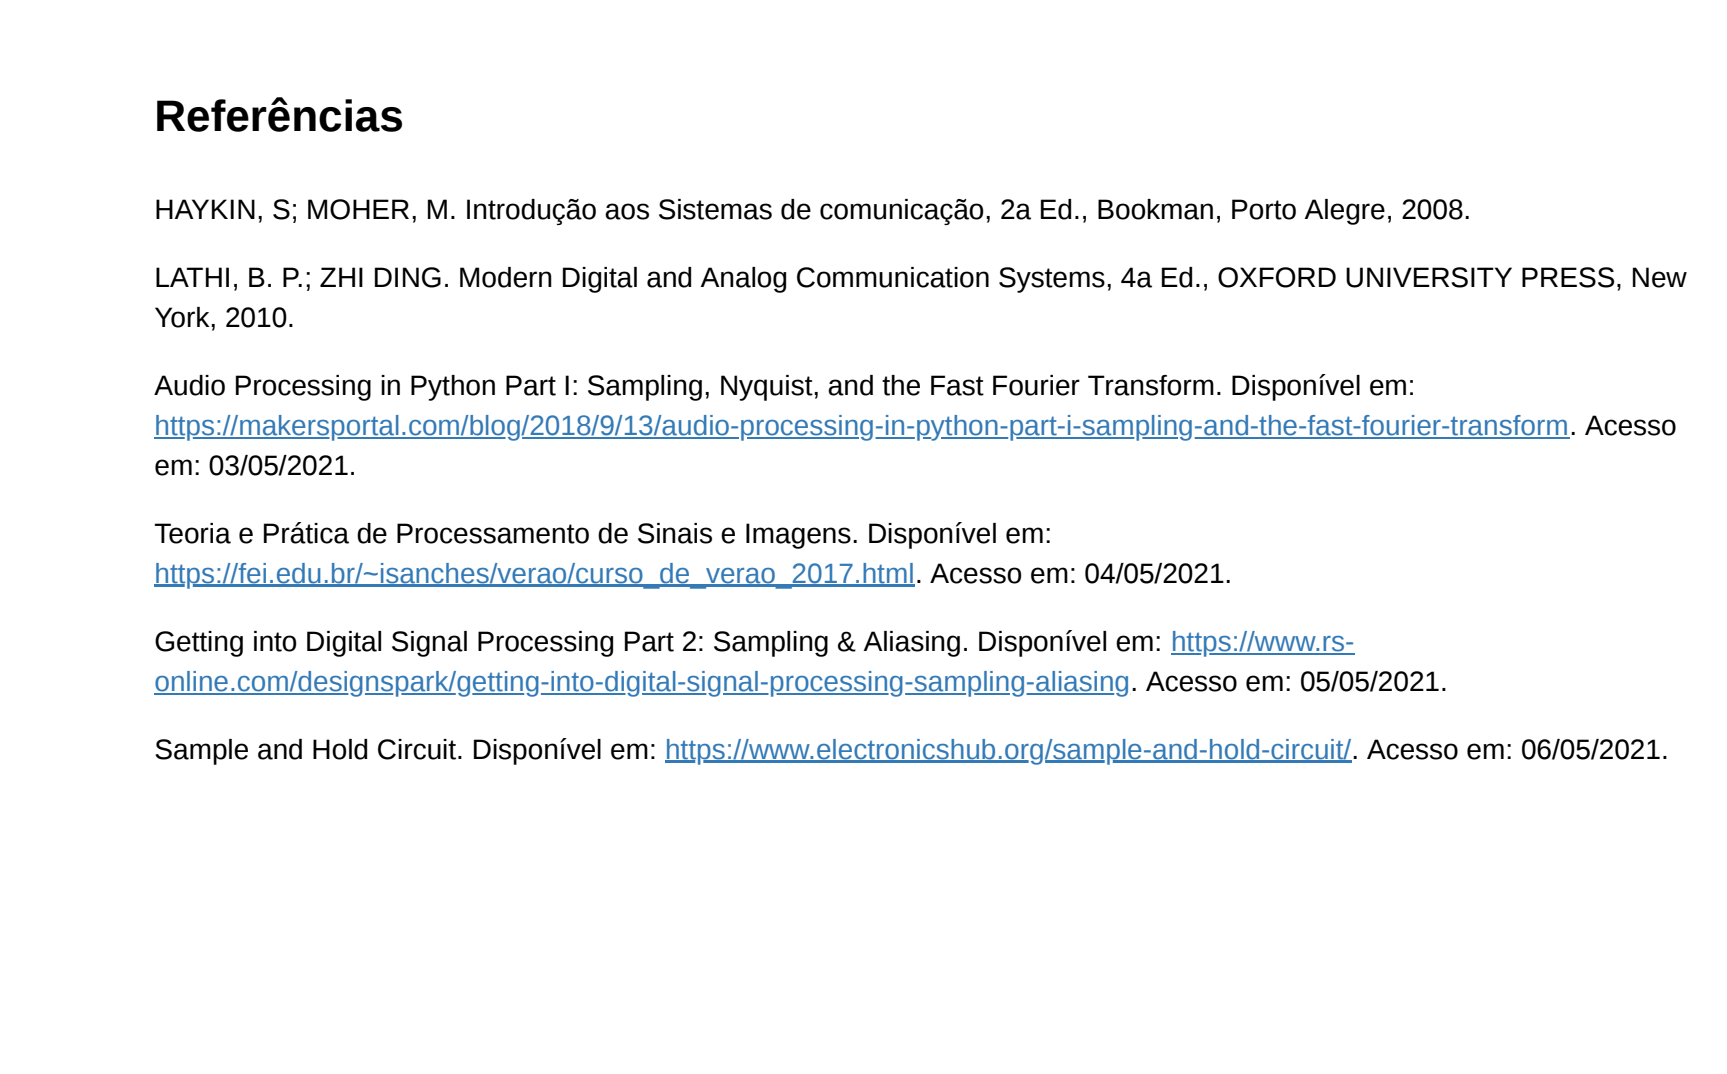 Referências
HAYKIN, S; MOHER, M. Introdução aos Sistemas de comunicação, 2a Ed., Bookman, Porto Alegre, 2008.
LATHI, B. P.; ZHI DING. Modern Digital and Analog Communication Systems, 4a Ed., OXFORD UNIVERSITY PRESS, New
York, 2010.
Audio Processing in Python Part I: Sampling, Nyquist, and the Fast Fourier Transform. Disponível em:
https://makersportal.com/blog/2018/9/13/audio-processing-in-python-part-i-sampling-and-the-fast-fourier-transform. Acesso
em: 03/05/2021.
Teoria e Prática de Processamento de Sinais e Imagens. Disponível em:
https://fei.edu.br/~isanches/verao/curso_de_verao_2017.html. Acesso em: 04/05/2021.
Getting into Digital Signal Processing Part 2: Sampling & Aliasing. Disponível em: https://www.rs-
online.com/designspark/getting-into-digital-signal-processing-sampling-aliasing. Acesso em: 05/05/2021.
Sample and Hold Circuit. Disponível em: https://www.electronicshub.org/sample-and-hold-circuit/. Acesso em: 06/05/2021.